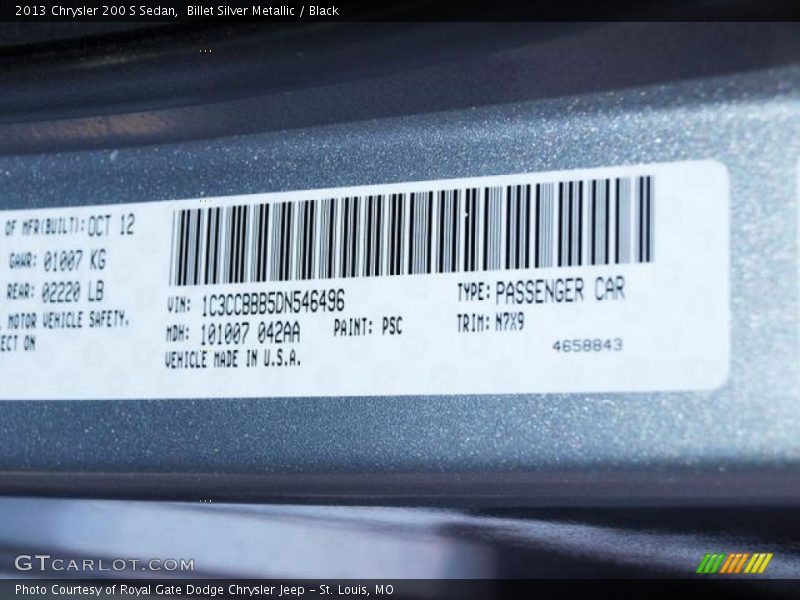 2013 Chrysler 200 S Sedan, Billet Silver Metallic / Black
OF MFR(BUILT): OCT 12
GAWR: 01007 KG
REAR: 02220 LB
MOTOR VEHICLE SAFETY.
ECT ON
VIN: 1C3CCBBB5DN546496
TYPE: PASSENGER CAR
MDH: 101007 042AA
PAINT: PSC
TRIM: N7X9
VEHICLE MADE IN U.S.A.
4658843
GTCARLOT.COM
Photo Courtesy of Royal Gate Dodge Chrysler Jeep - St. Louis, MO